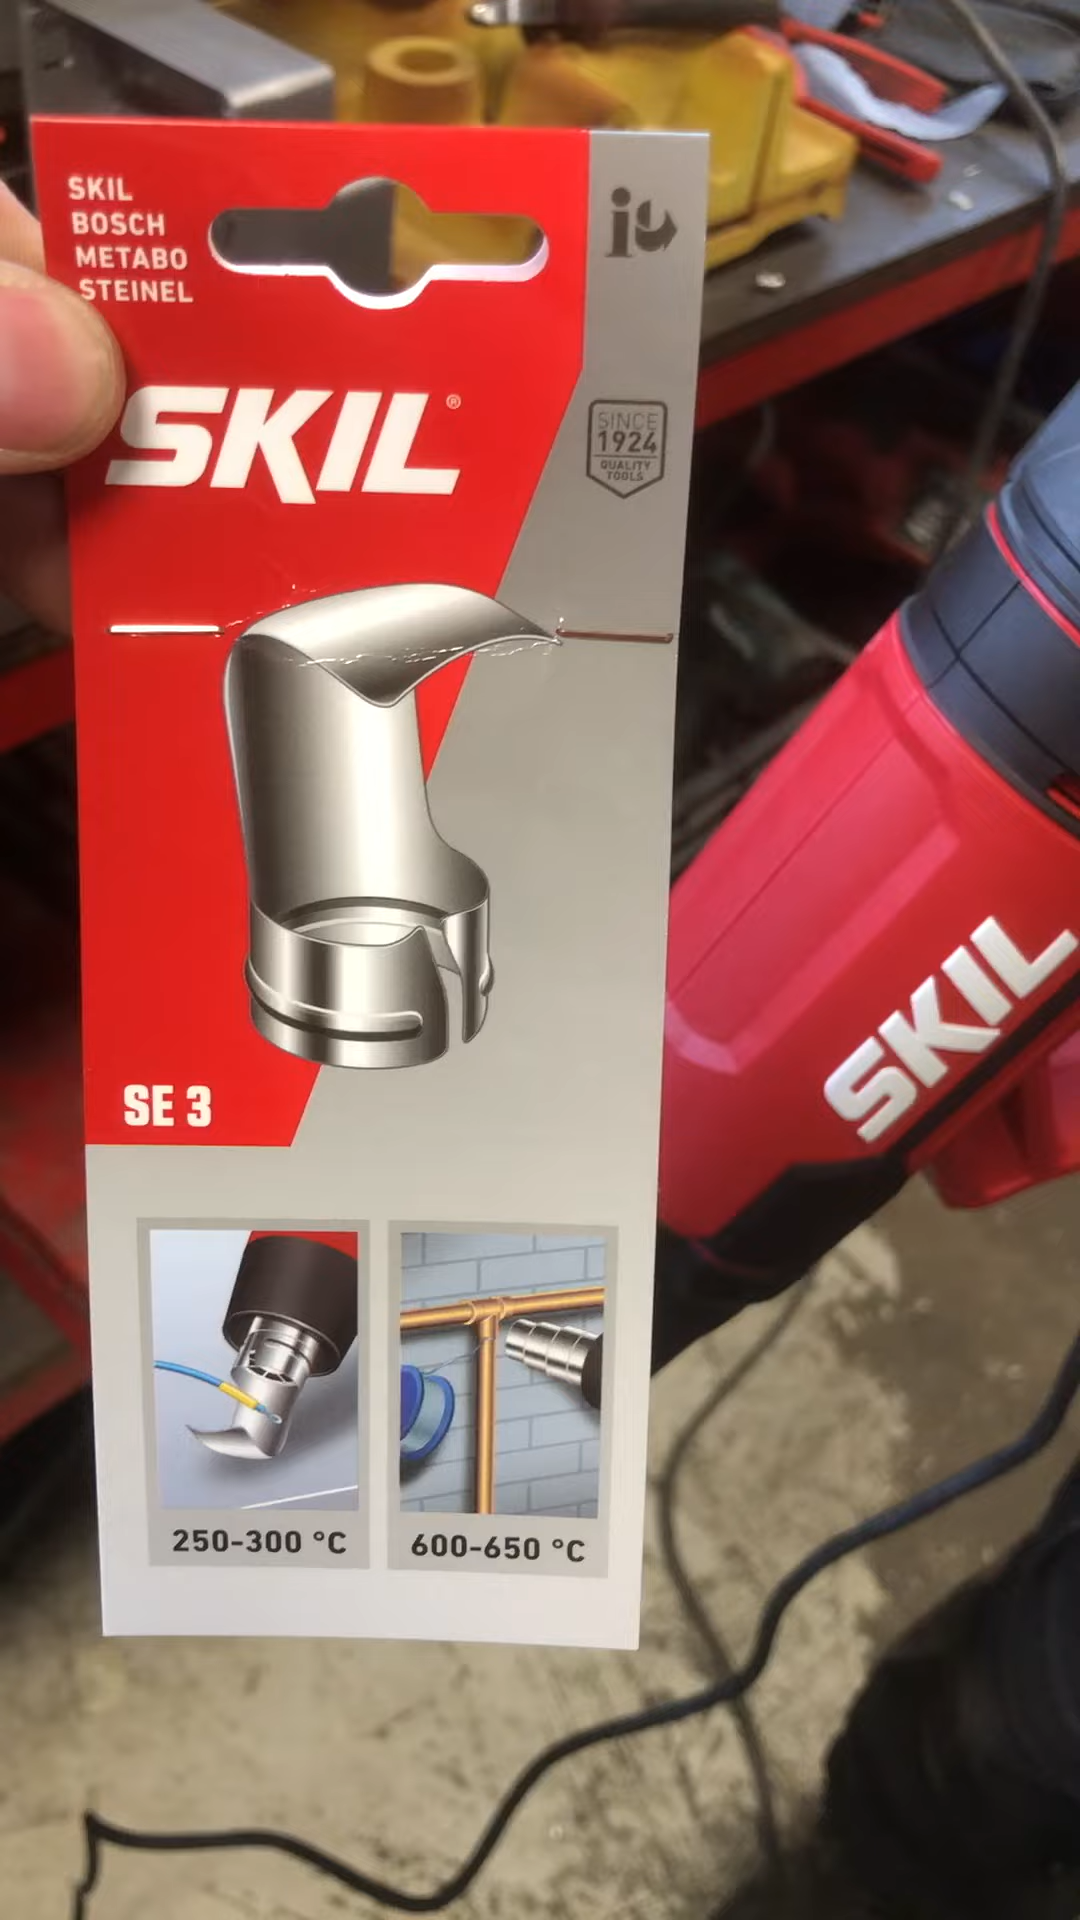 SKIL
BOSCH
METABO
STEINEL
SKIL®
SINCE
1924
QUALITY
TOOLS
SE 3
250-300 °C
600-650 °C
SKIL